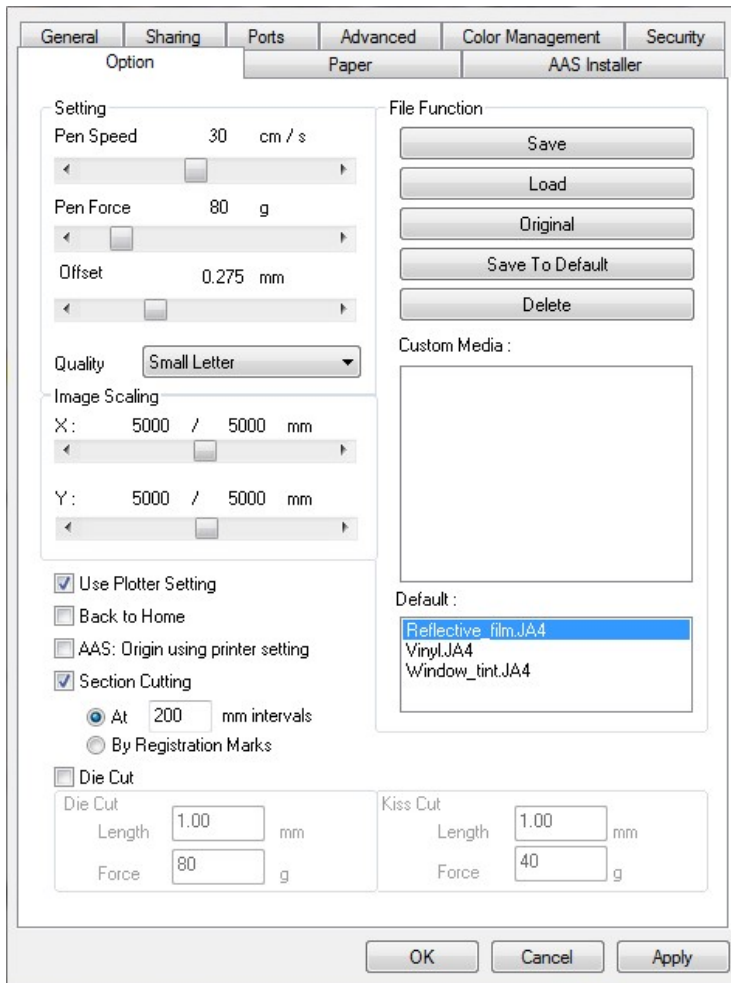 General Sharing Ports Advanced Color Management Security
Option Paper AAS Installer
Setting
Pen Speed 30 cm / s
Pen Force 80 g
Offset 0.275 mm
Quality Small Letter
Image Scaling
X : 5000 / 5000 mm
Y : 5000 / 5000 mm
Use Plotter Setting
Back to Home
AAS: Origin using printer setting
Section Cutting
At 200 mm intervals
By Registration Marks
Die Cut
Die Cut
Length 1.00 mm
Force 80 g
File Function
Save
Load
Original
Save To Default
Delete
Custom Media :
Default :
Reflective_film.JA4
Vinyl.JA4
Window_tint.JA4
Kiss Cut
Length 1.00 mm
Force 40 g
OK Cancel Apply